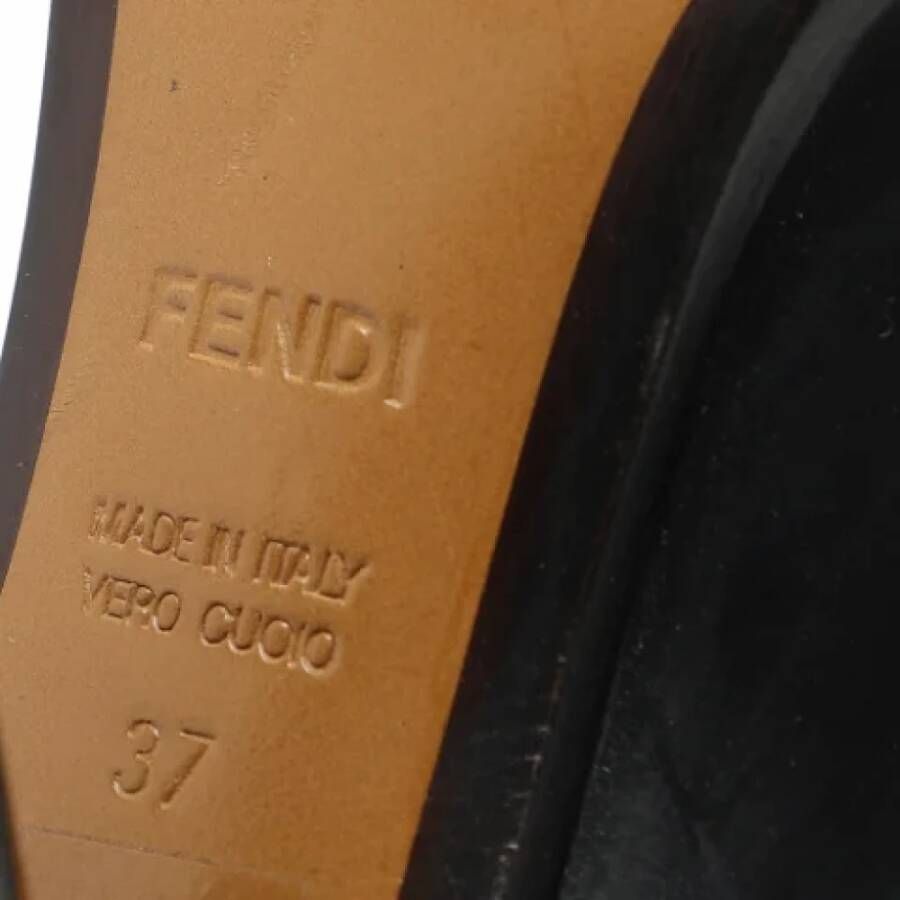 FENDI
MADE IN ITALY
VERO CUOIO
37